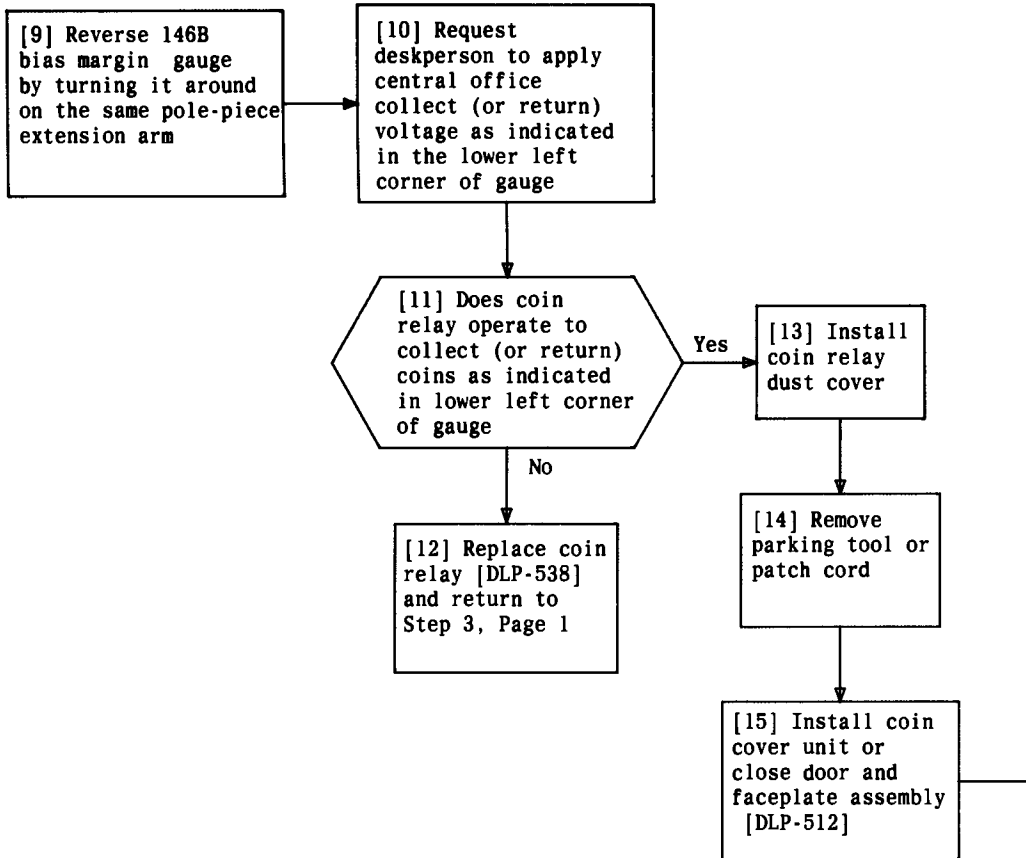 [9] Reverse 146B
bias margin gauge
by turning it around
on the same pole-piece
extension arm
[10] Request
deskperson to apply
central office
collect (or return)
voltage as indicated
in the lower left
corner of gauge
[11] Does coin
relay operate to
collect (or return)
coins as indicated
in lower left corner
of gauge
Yes
No
[13] Install
coin relay
dust cover
[12] Replace coin
relay [DLP-538]
and return to
Step 3, Page 1
[14] Remove
parking tool or
patch cord
[15] Install coin
cover unit or
close door and
faceplate assembly
[DLP-512]